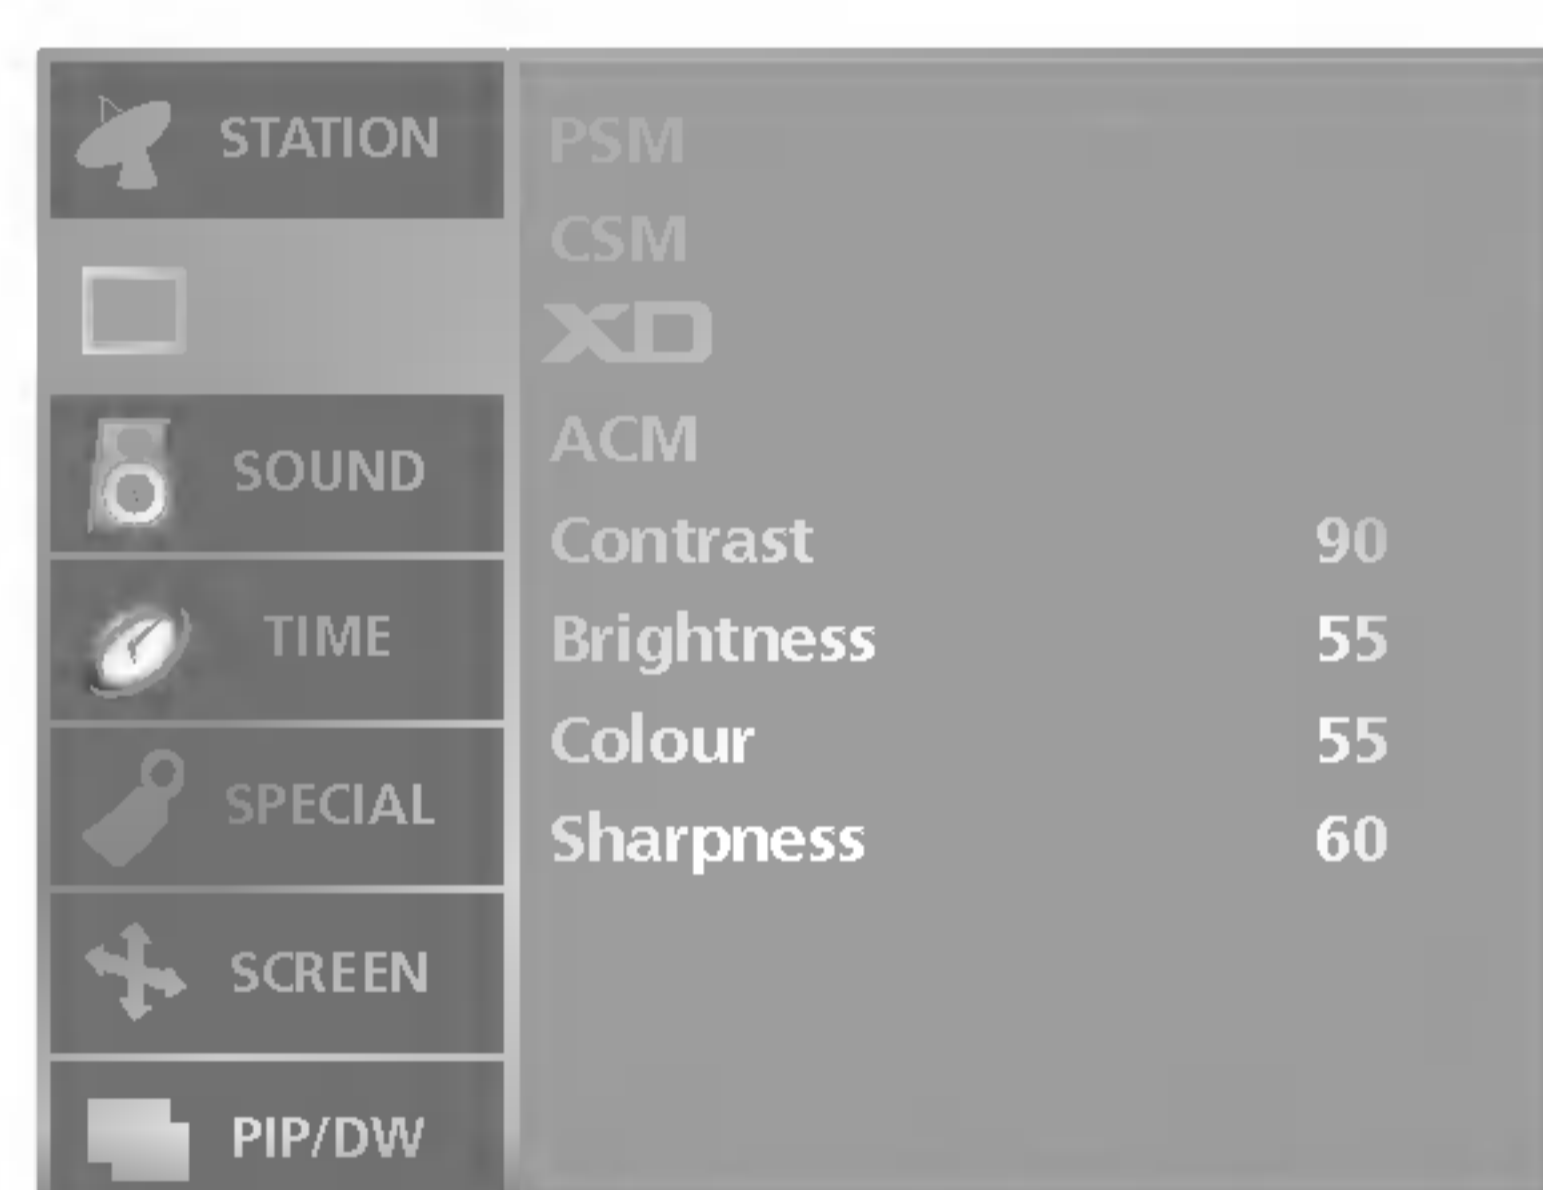 STATION
SOUND
TIME
SPECIAL
SCREEN
PIP/DW
PSM
CSM
XD
ACM
Contrast 90
Brightness 55
Colour 55
Sharpness 60